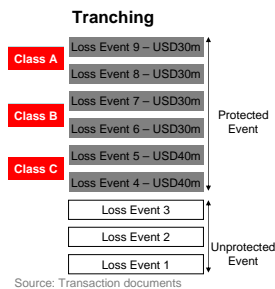 Tranching
Class A
Loss Event 9 – USD30m
Loss Event 8 – USD30m
Class B
Loss Event 7 – USD30m
Loss Event 6 – USD30m
Protected
Event
Class C
Loss Event 5 – USD40m
Loss Event 4 – USD40m
Loss Event 3
Loss Event 2
Loss Event 1
Unprotected
Event
Source: Transaction documents